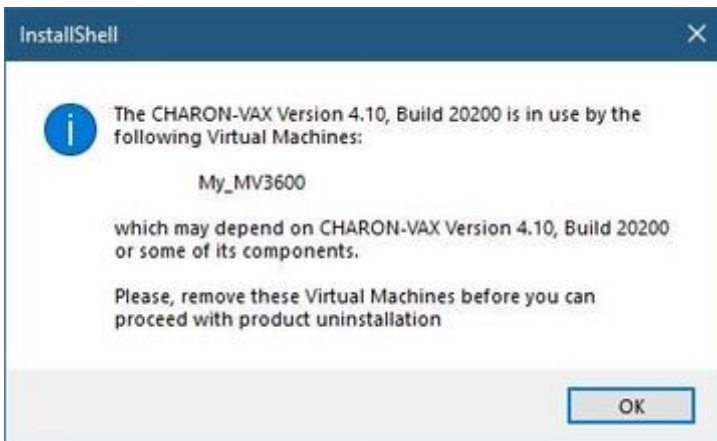 InstallShell
The CHARON-VAX Version 4.10, Build 20200 is in use by the
following Virtual Machines:
My_MV3600
which may depend on CHARON-VAX Version 4.10, Build 20200
or some of its components.
Please, remove these Virtual Machines before you can
proceed with product uninstallation
OK